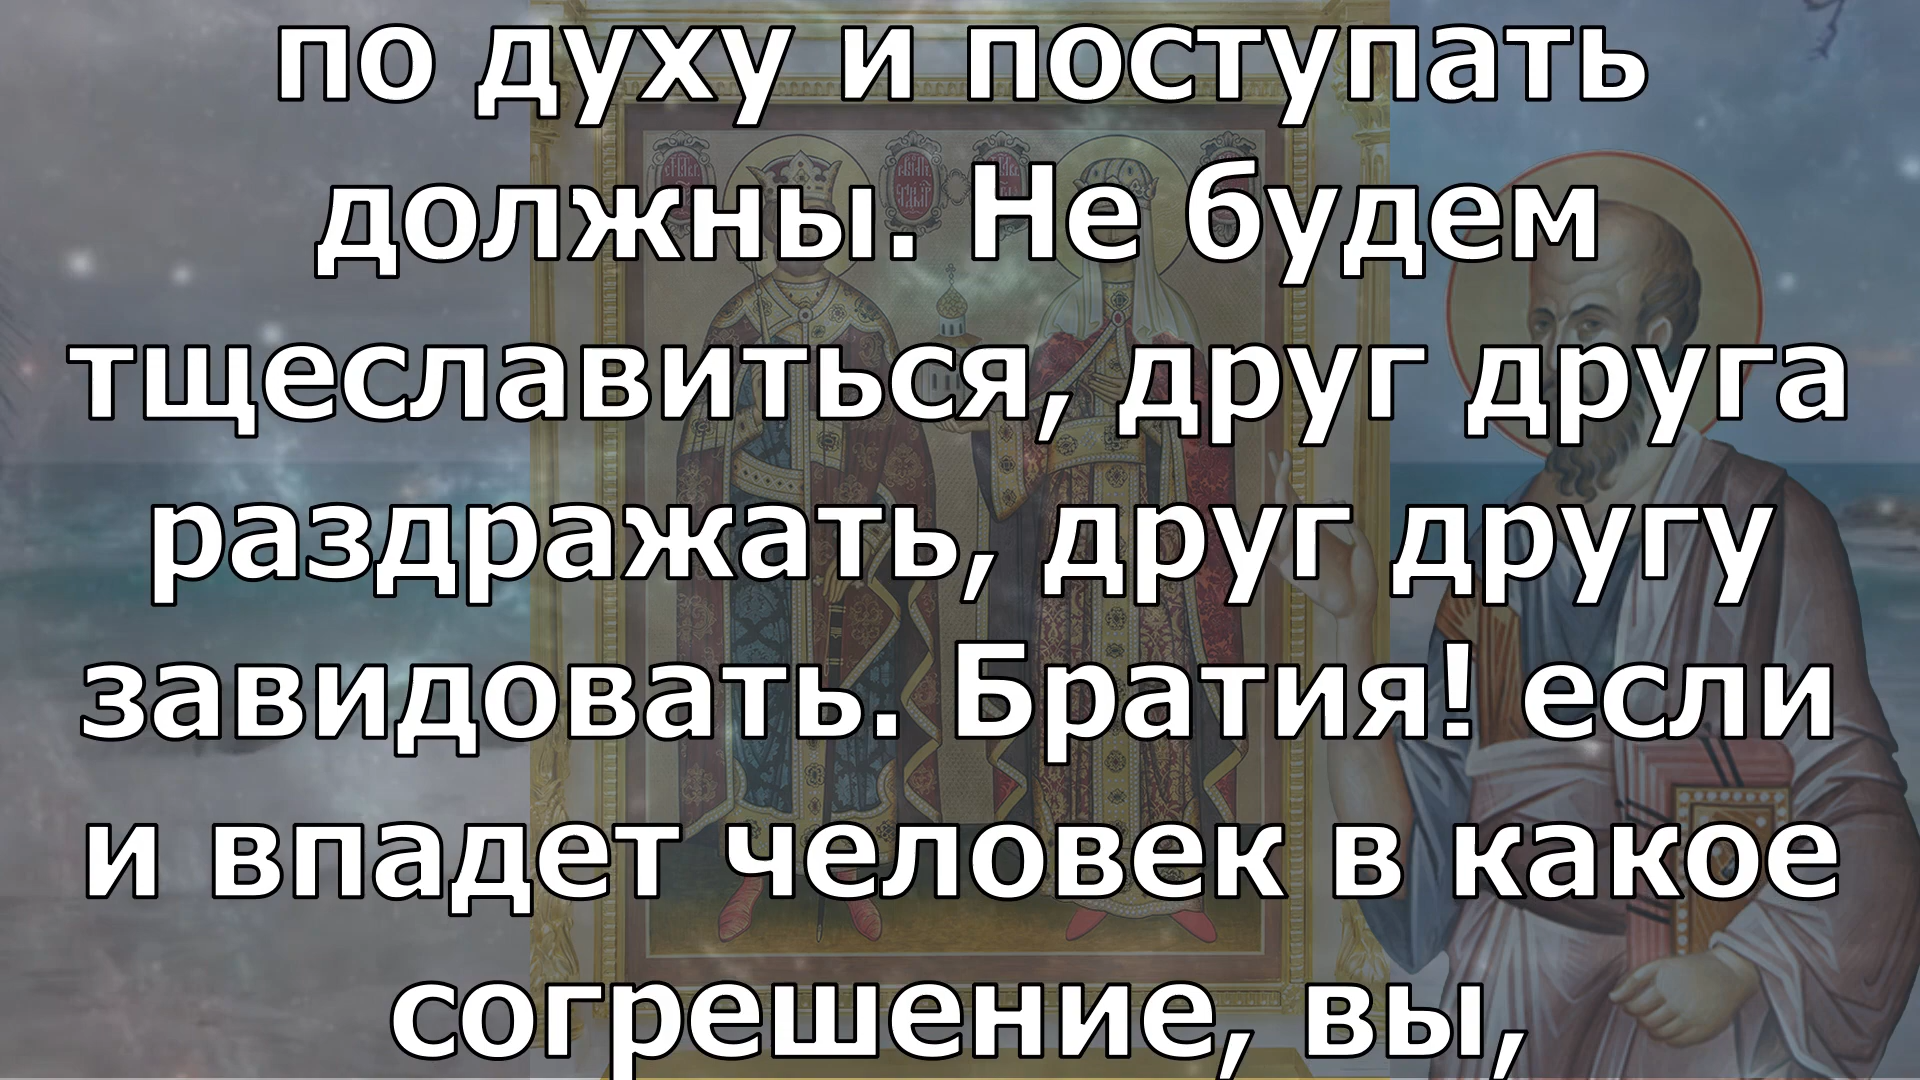 по духу и поступать
должны. Не будем
тщеславиться, друг друга
раздражать, друг другу
завидовать. Братия! если
и впадет человек в какое
согрешение, вы,